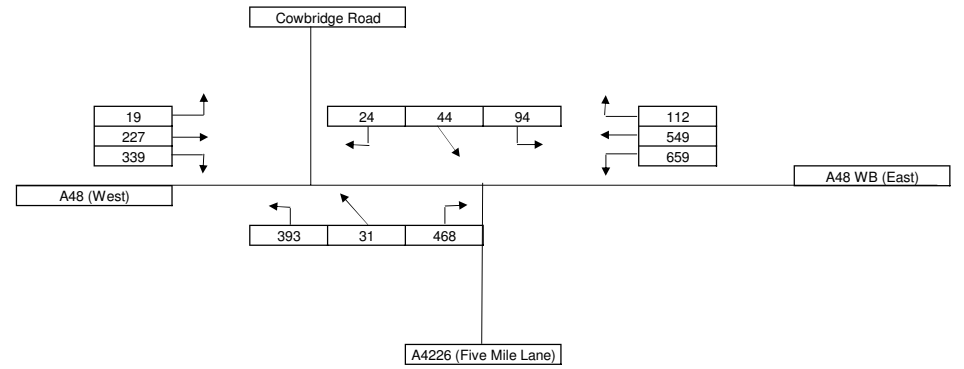 Cowbridge Road
19
227
339
24 44 94
112
549
659
A48 (West)
A48 WB (East)
393 31 468
A4226 (Five Mile Lane)